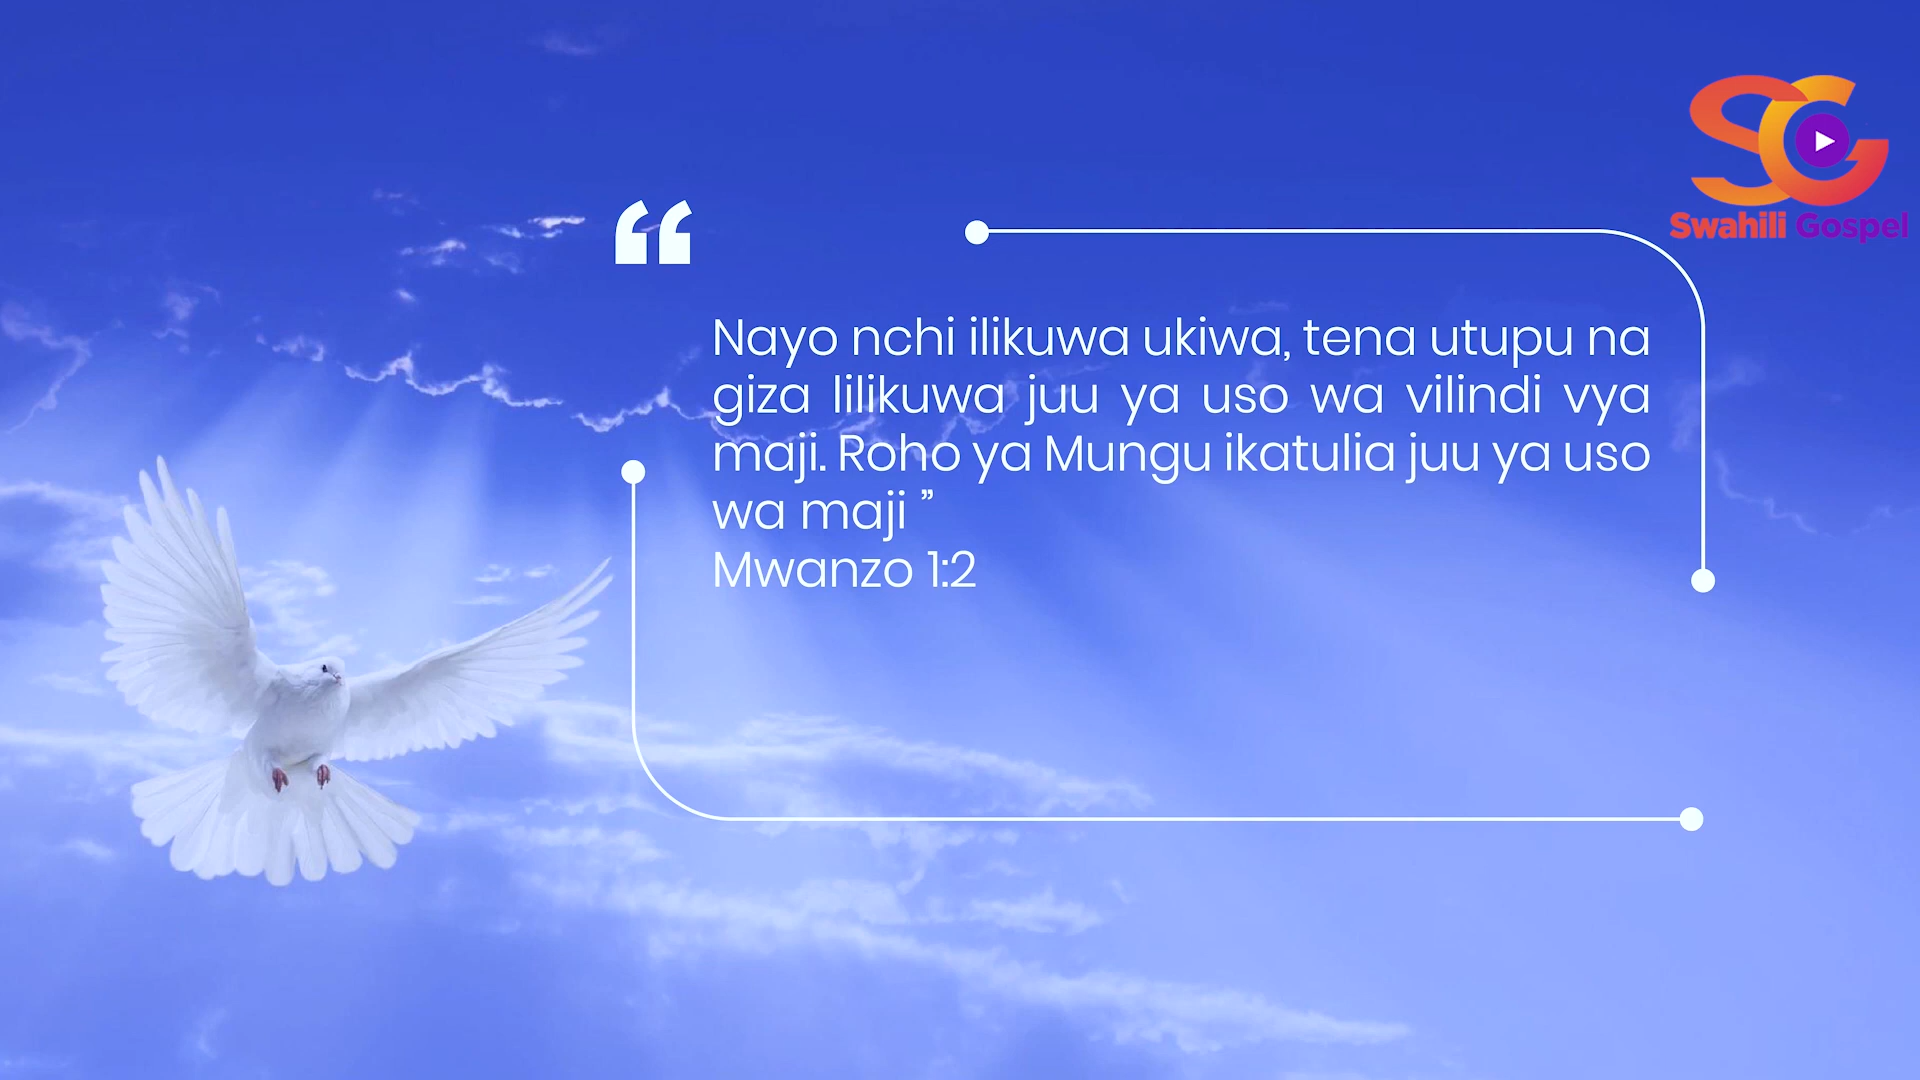 SG
Swahili Gospel
“
Nayo nchi ilikuwa ukiwa, tena utupu na
giza lilikuwa juu ya uso wa vilindi vya
maji. Roho ya Mungu ikatulia juu ya uso
wa maji ”
Mwanzo 1:2